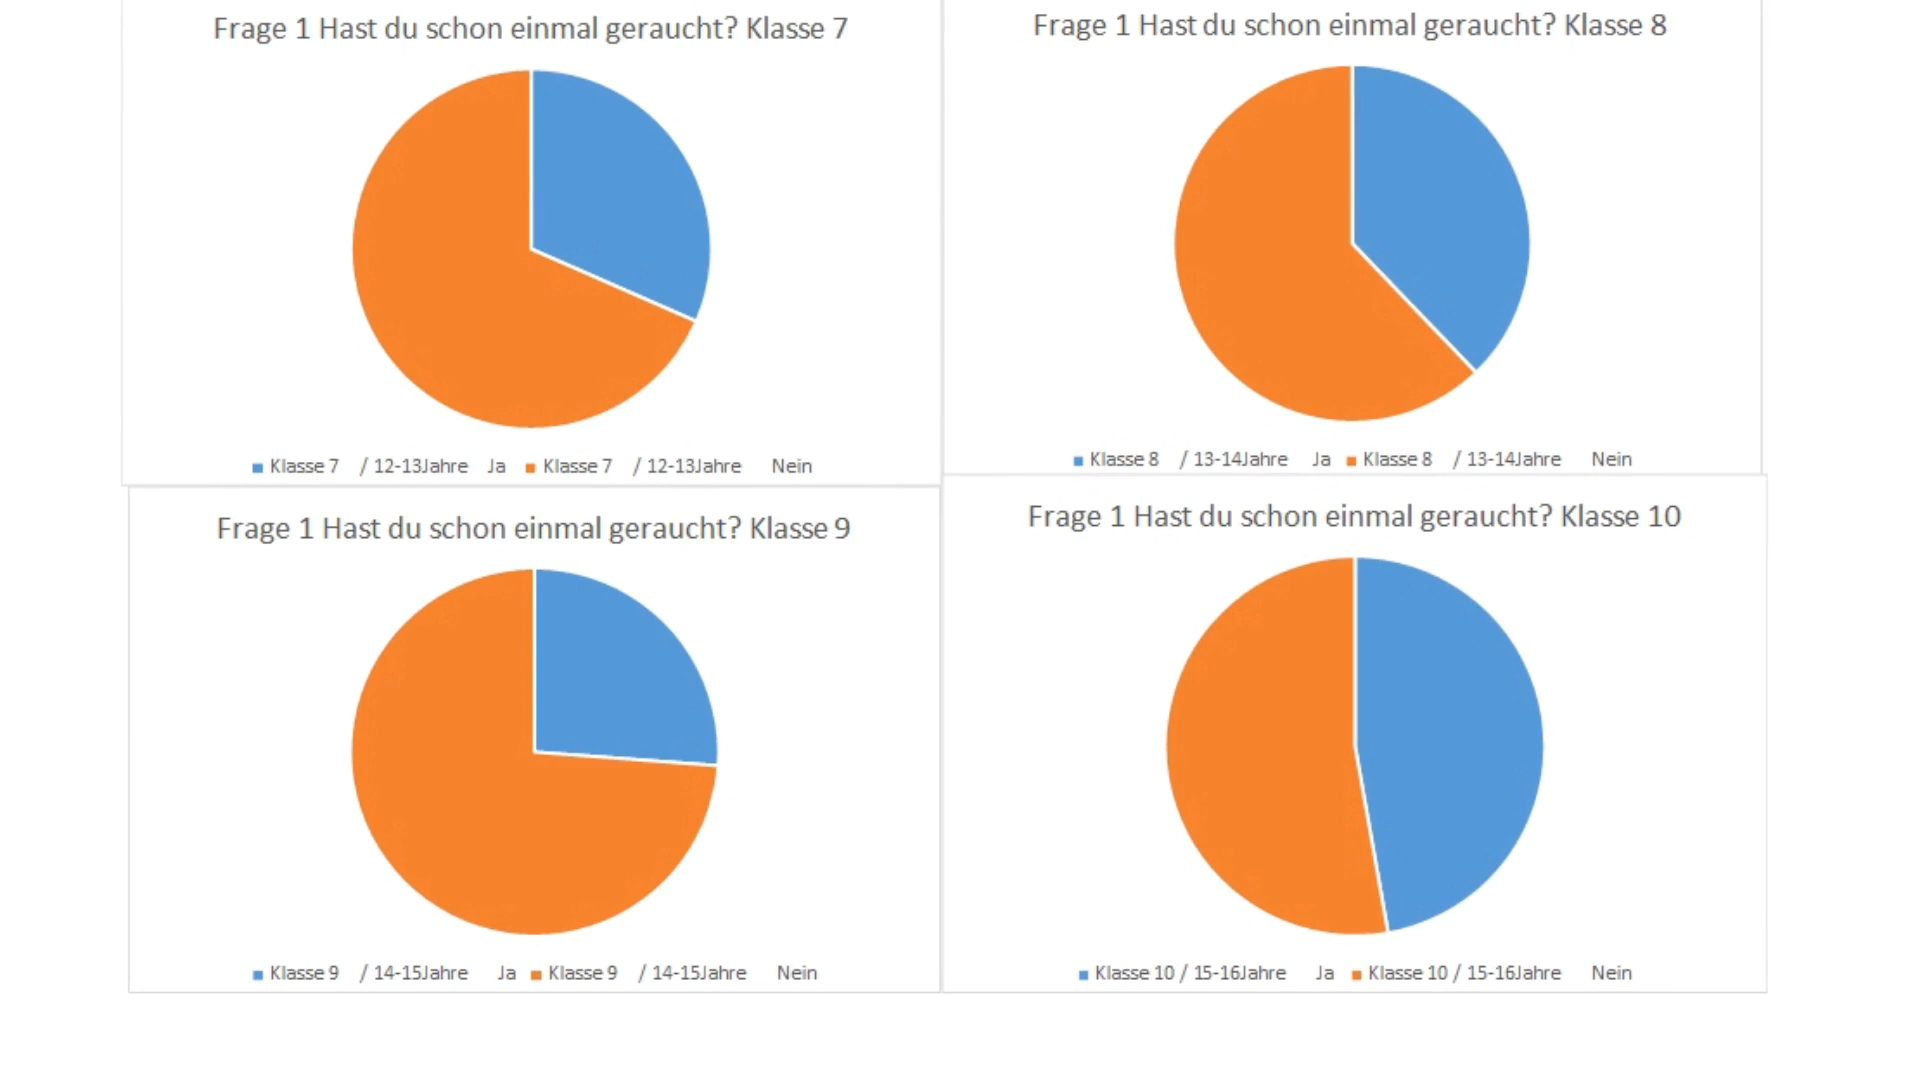 Frage 1 Hast du schon einmal geraucht? Klasse 7
Klasse 7 / 12-13Jahre Ja Klasse 7 / 12-13Jahre Nein
Frage 1 Hast du schon einmal geraucht? Klasse 8
Klasse 8 / 13-14Jahre Ja Klasse 8 / 13-14Jahre Nein
Frage 1 Hast du schon einmal geraucht? Klasse 9
Klasse 9 / 14-15Jahre Ja Klasse 9 / 14-15Jahre Nein
Frage 1 Hast du schon einmal geraucht? Klasse 10
Klasse 10 / 15-16Jahre Ja Klasse 10 / 15-16Jahre Nein